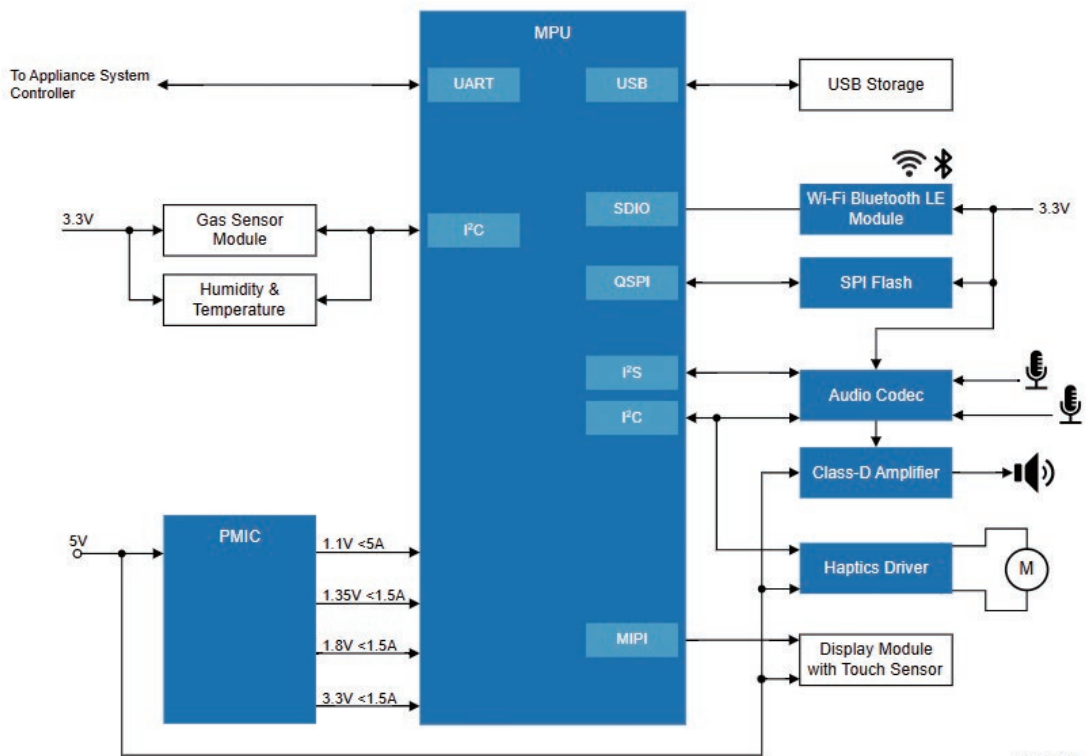 MPU
To Appliance System
Controller
UART
USB
USB Storage
SDIO
Wi-Fi Bluetooth LE
Module
3.3V
3.3V
Gas Sensor
Module
I²C
QSPI
SPI Flash
Humidity &
Temperature
I²S
Audio Codec
I²C
Class-D Amplifier
PMIC
5V
1.1V <5A
Haptics Driver
M
1.35V <1.5A
1.8V <1.5A
MIPI
Display Module
with Touch Sensor
3.3V <1.5A